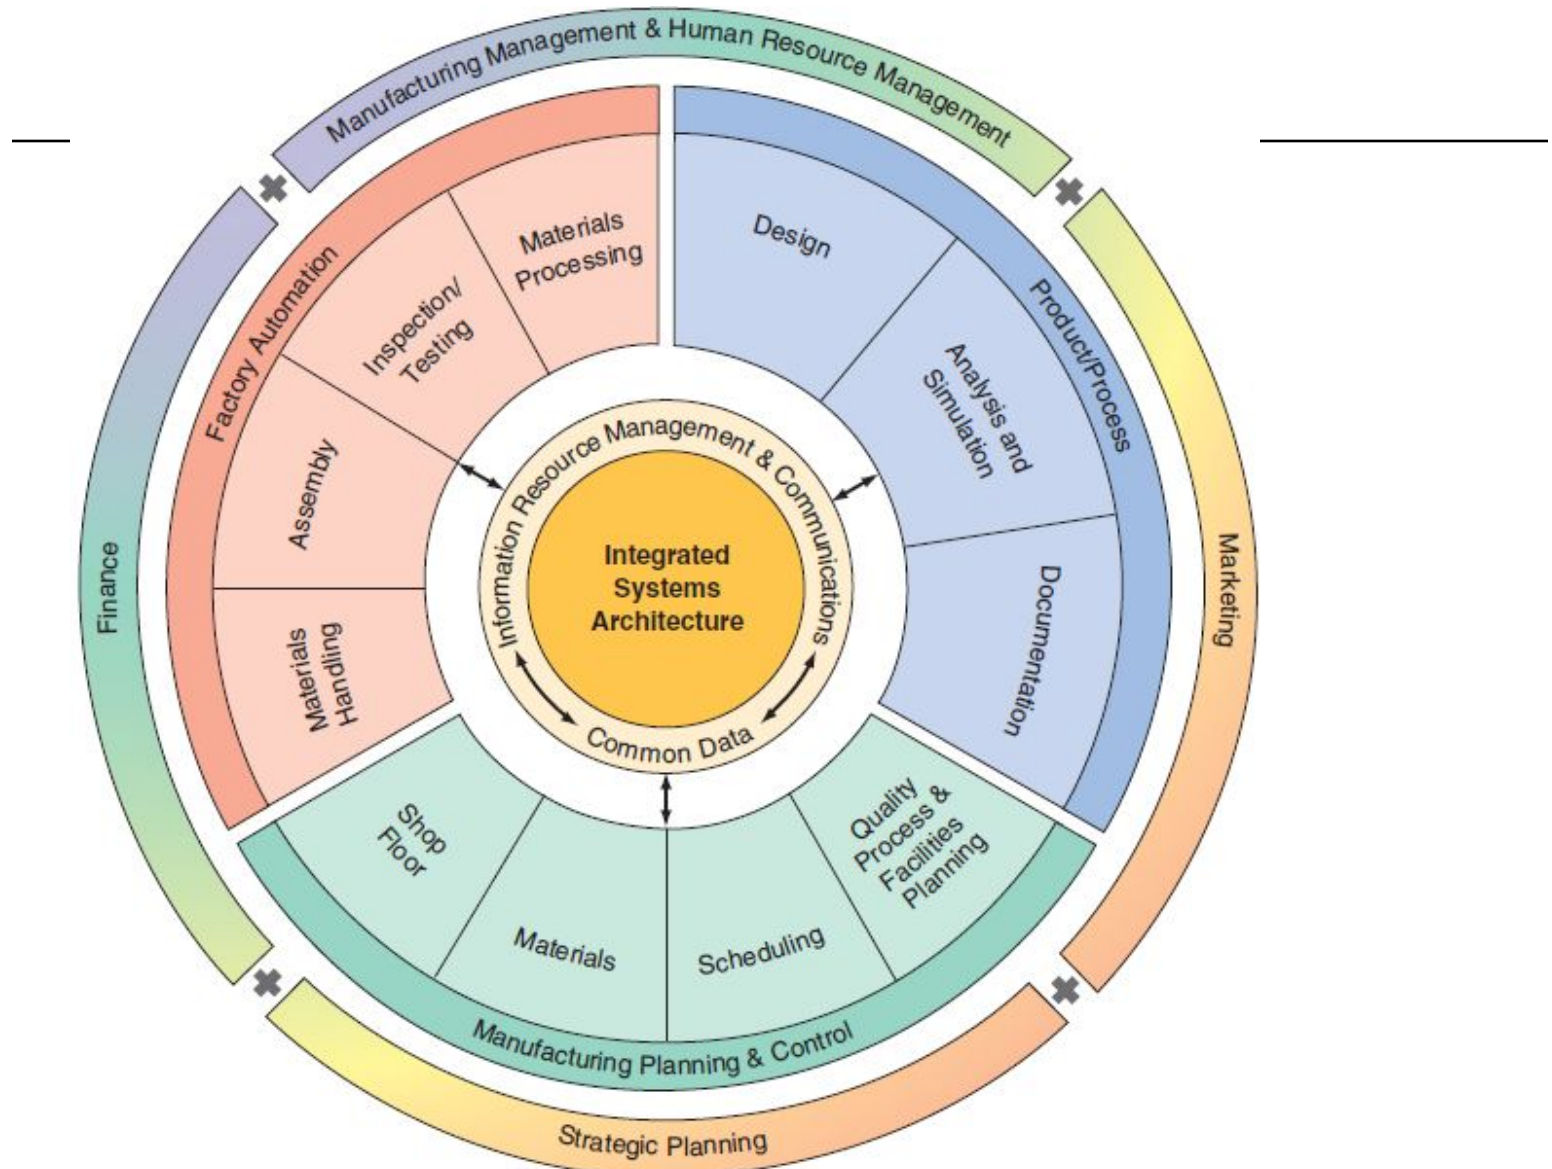 Manufacturing Management & Human Resource Management
Factory Automation
Product/Process
Materials
Processing
Design
Inspection/
Testing
Analysis and
Simulation
Assembly
Documentation
Materials
Handling
Information Resource Management & Communications
Integrated
Systems
Architecture
Common Data
Finance
Marketing
Shop
Floor
Materials
Scheduling
Quality
Process &
Facilities
Planning
Manufacturing Planning & Control
Strategic Planning